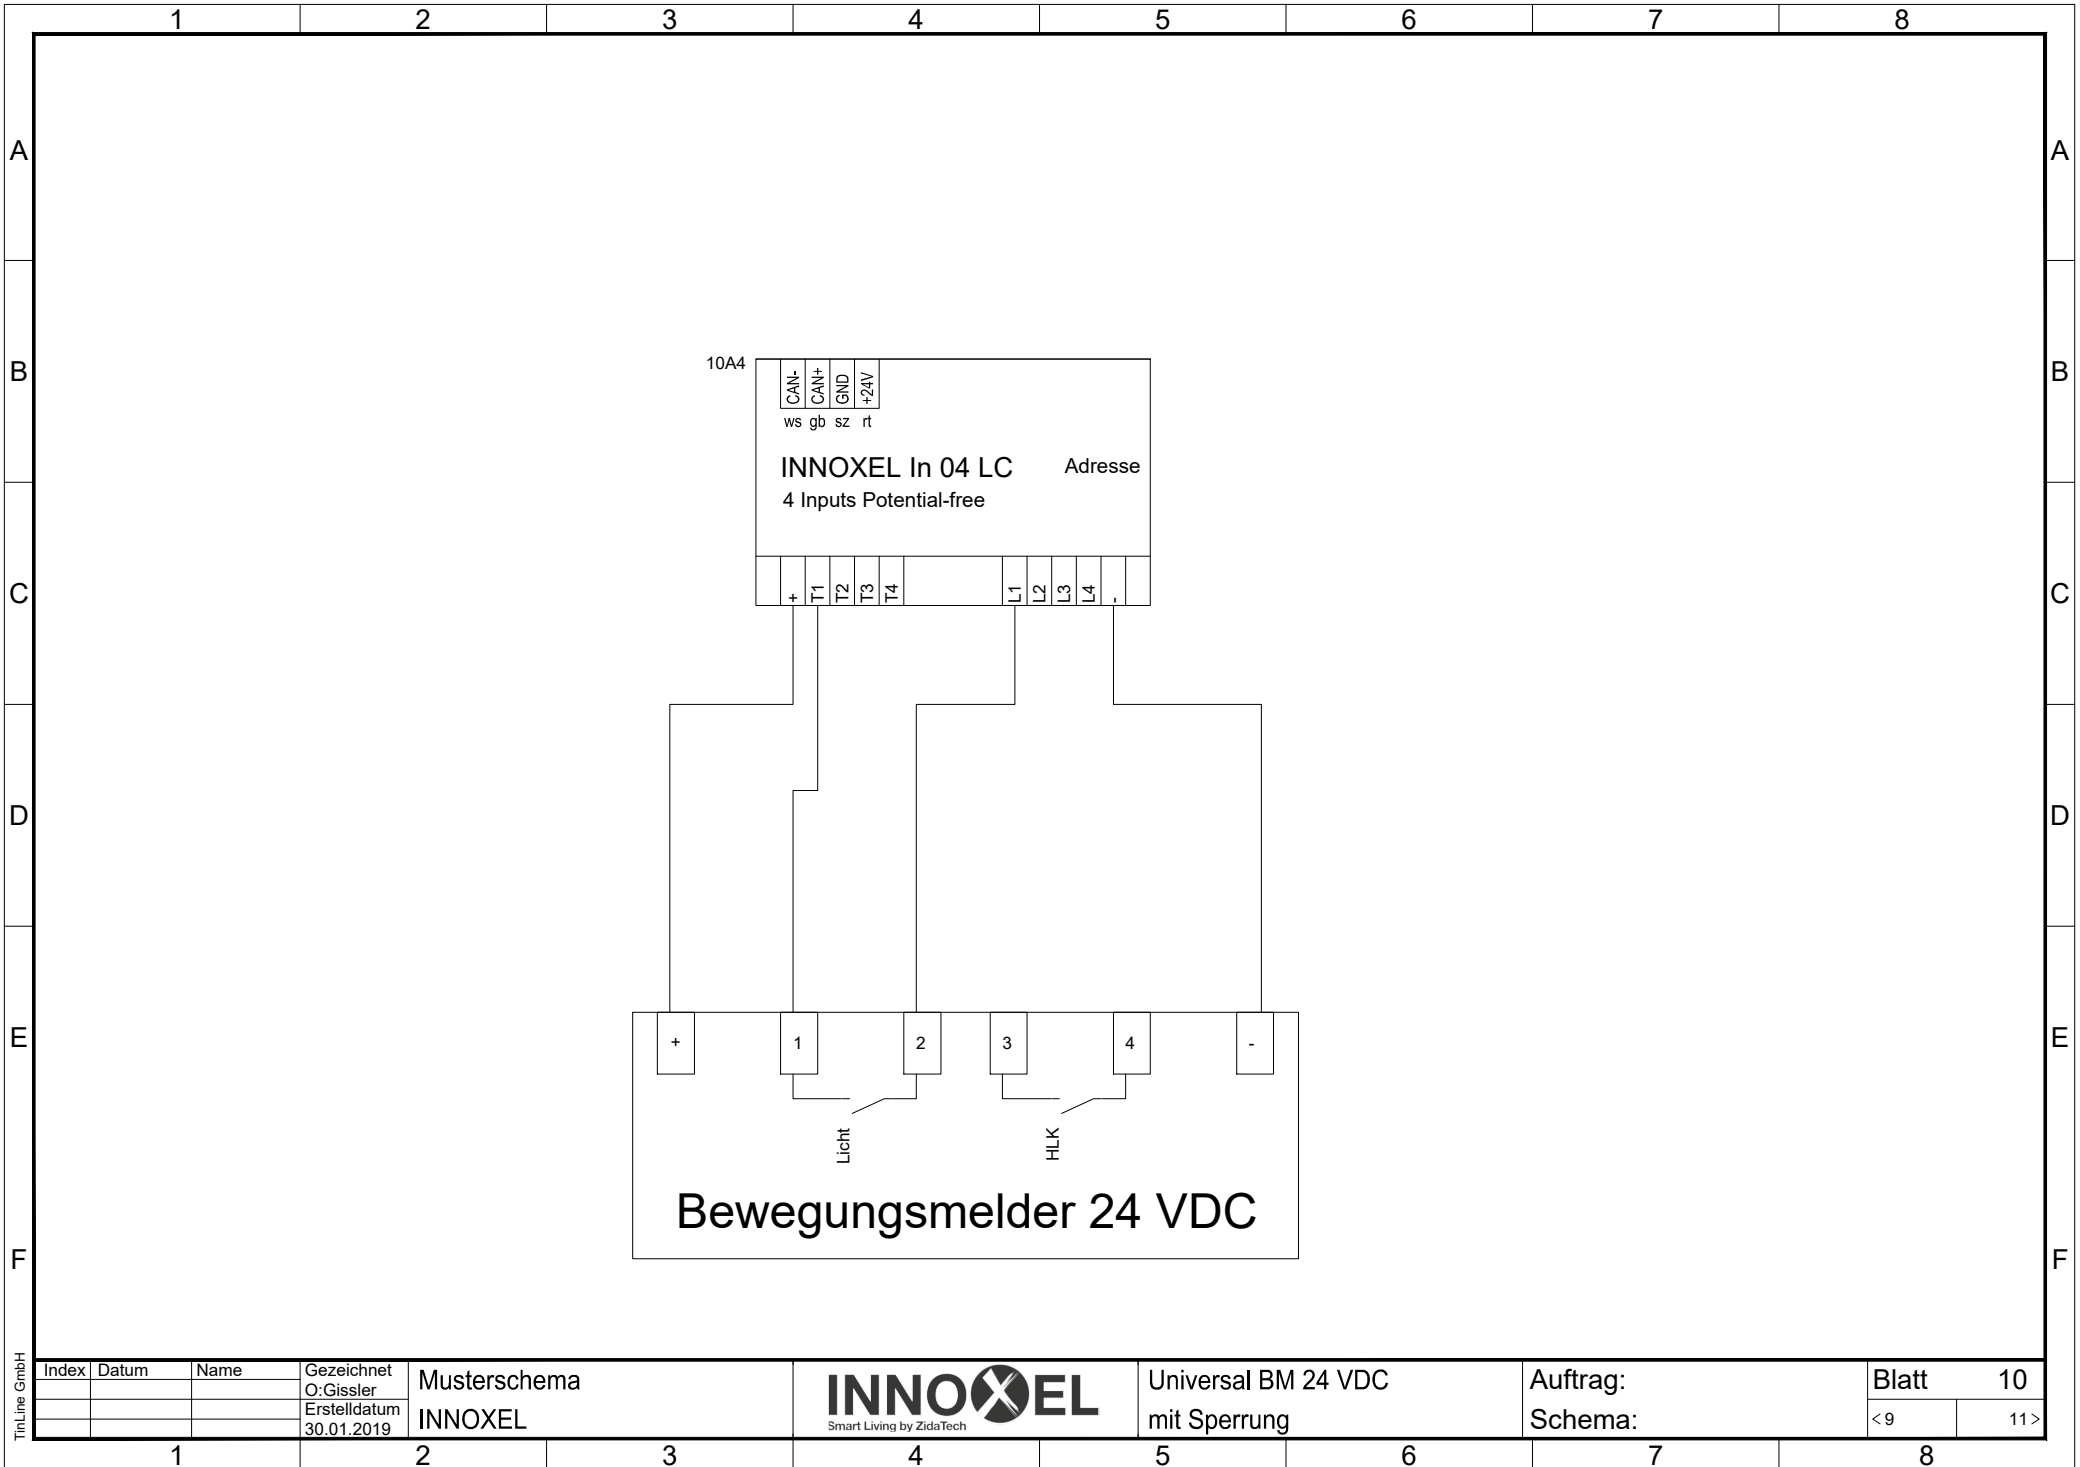 1 2 3 4 5 6 7 8
A A
B B
C C
D D
E E
F F
10A4
CAN- CAN+ GND +24V
ws gb sz rt
INNOXEL In 04 LC Adresse
4 Inputs Potential-free
+ T1 T2 T3 T4 L1 L2 L3 L4 -
+ 1 2 3 4 -
Licht HLK
Bewegungsmelder 24 VDC
TinLine GmbH
Index Datum Name
Gezeichnet
O:Gissler
Erstelldatum
30.01.2019
Musterschema
INNOXEL
INNOXEL
Smart Living by ZidaTech
Universal BM 24 VDC
mit Sperrung
Auftrag:
Schema:
Blatt 10
<9 11>
1 2 3 4 5 6 7 8